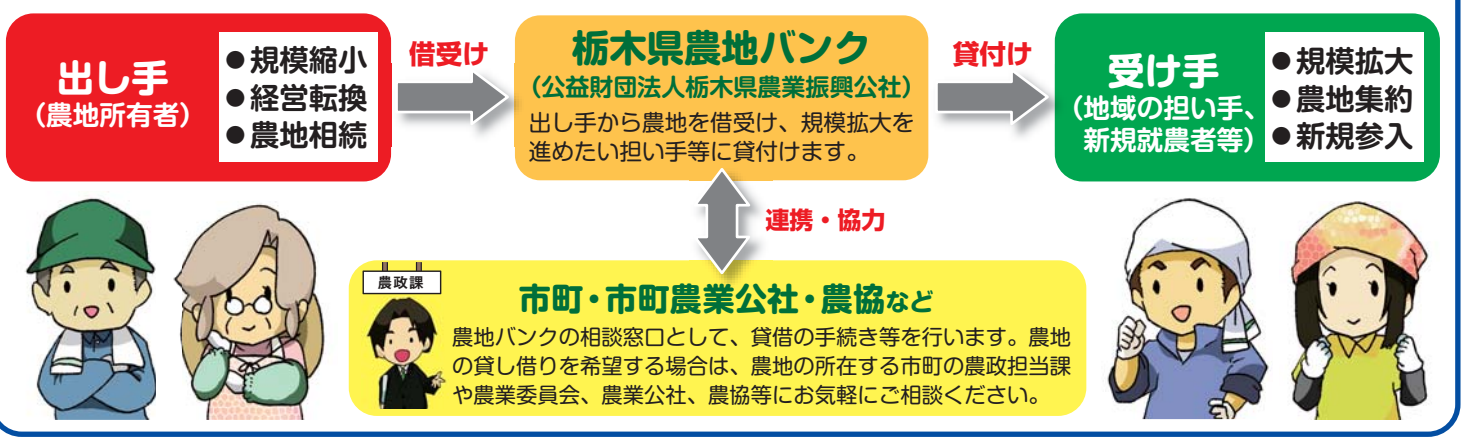 出し手
(農地所有者)
●規模縮小
●経営転換
●農地相続
借受け
栃木県農地バンク
(公益財団法人栃木県農業振興公社)
出し手から農地を借受け、規模拡大を
進めたい担い手等に貸付けます。
貸付け
受け手
(地域の担い手、
新規就農者等)
●規模拡大
●農地集約
●新規参入
連携・協力
農政課
市町・市町農業公社・農協など
農地バンクの相談窓口として、貸借の手続き等を行います。農地
の貸し借りを希望する場合は、農地の所在する市町の農政担当課
や農業委員会、農業公社、農協等にお気軽にご相談ください。